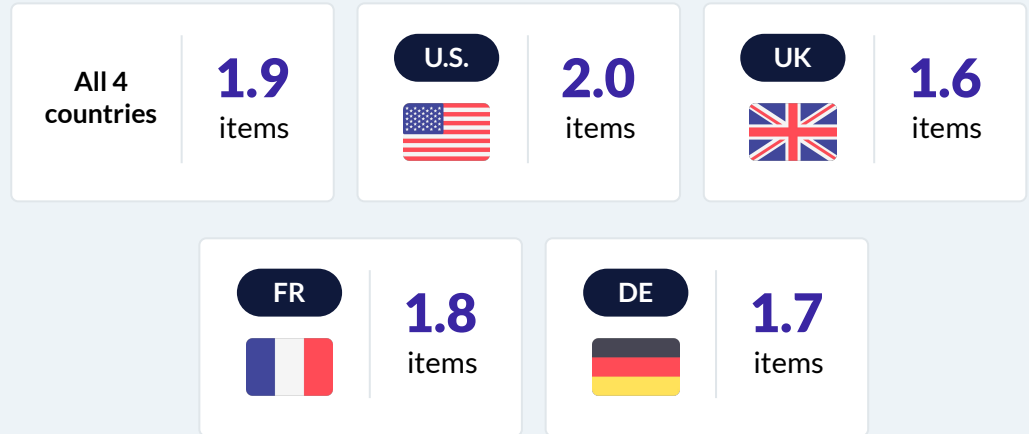 All 4
countries
1.9
items
U.S.
2.0
items
UK
1.6
items
FR
1.8
items
DE
1.7
items